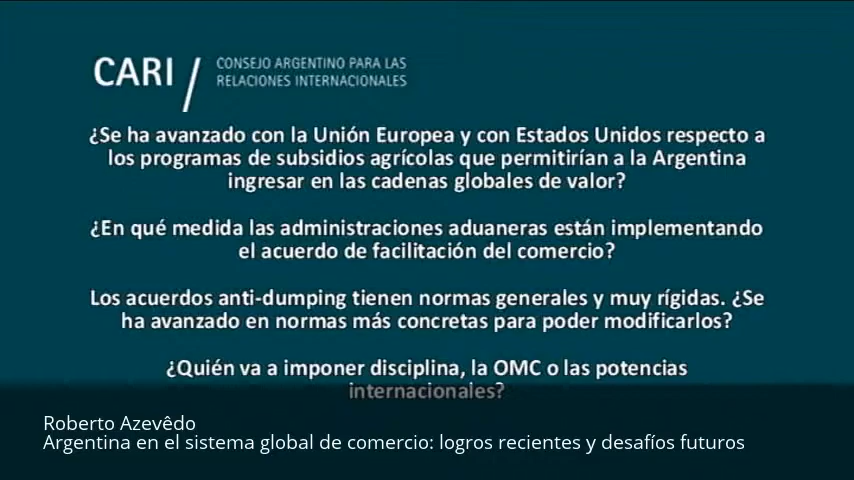 CARI
CONSEJO ARGENTINO PARA LAS
RELACIONES INTERNACIONALES
¿Se ha avanzado con la Unión Europea y con Estados Unidos respecto a
los programas de subsidios agrícolas que permitirían a la Argentina
ingresar en las cadenas globales de valor?
¿En qué medida las administraciones aduaneras están implementando
el acuerdo de facilitación del comercio?
Los acuerdos anti-dumping tienen normas generales y muy rígidas. ¿Se
ha avanzado en normas más concretas para poder modificarlos?
¿Quién va a imponer disciplina, la OMC o las potencias
internacionales?
Roberto Azevêdo
Argentina en el sistema global de comercio: logros recientes y desafíos futuros